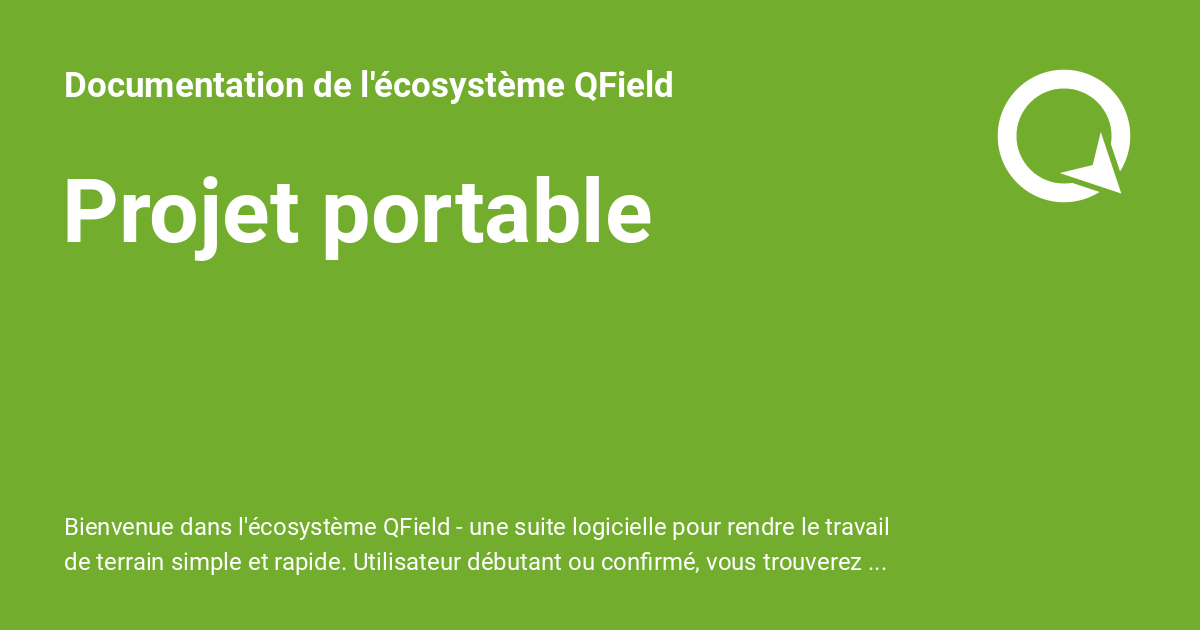 Documentation de l'écosystème QField
Projet portable
Bienvenue dans l'écosystème QField - une suite logicielle pour rendre le travail
de terrain simple et rapide. Utilisateur débutant ou confirmé, vous trouverez ...